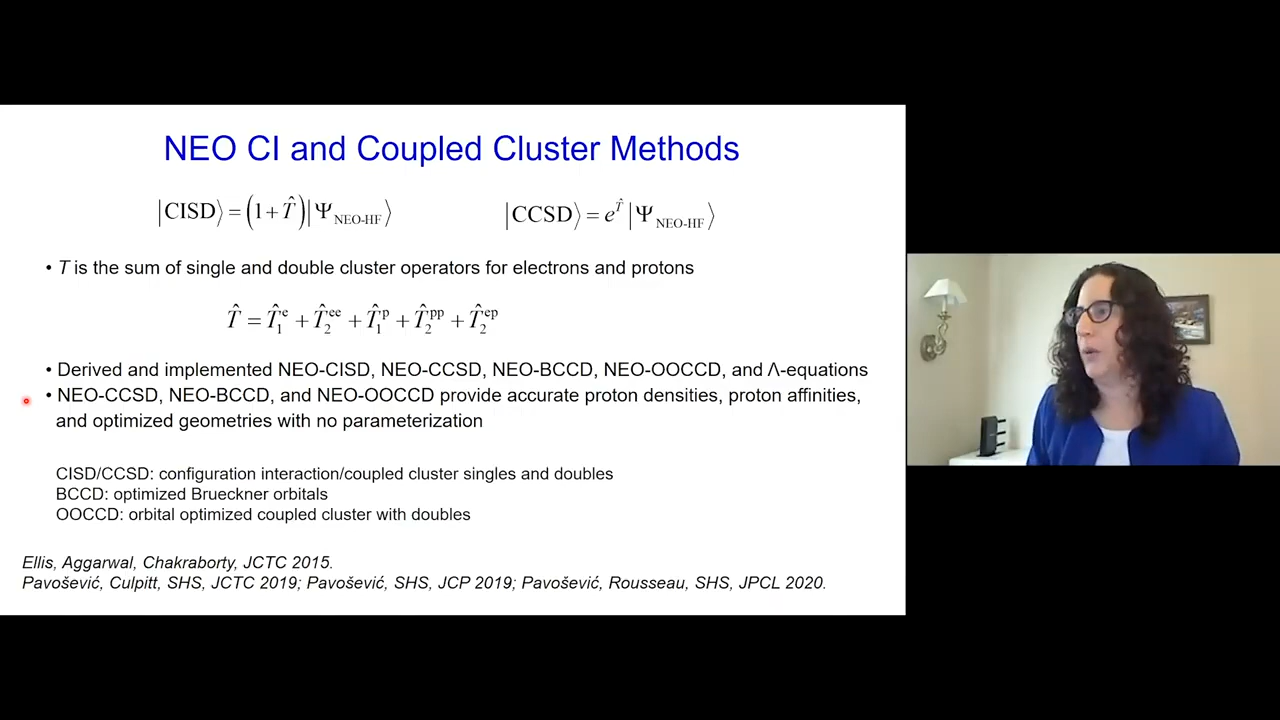 NEO CI and Coupled Cluster Methods
|CISD⟩ = (1 + T̂)|Ψ_NEO-HF⟩
|CCSD⟩ = e^T̂ |Ψ_NEO-HF⟩
• T is the sum of single and double cluster operators for electrons and protons
T̂ = T̂₁ᵉ + T̂₂ᵉᵉ + T̂₁ᵖ + T̂₂ᵖᵖ + T̂₂ᵉᵖ
• Derived and implemented NEO-CISD, NEO-CCSD, NEO-BCCD, NEO-OOCCD, and Λ-equations
• NEO-CCSD, NEO-BCCD, and NEO-OOCCD provide accurate proton densities, proton affinities,
and optimized geometries with no parameterization
CISD/CCSD: configuration interaction/coupled cluster singles and doubles
BCCD: optimized Brueckner orbitals
OOCCD: orbital optimized coupled cluster with doubles
Ellis, Aggarwal, Chakraborty, JCTC 2015.
Pavošević, Culpitt, SHS, JCTC 2019; Pavošević, SHS, JCP 2019; Pavošević, Rousseau, SHS, JPCL 2020.